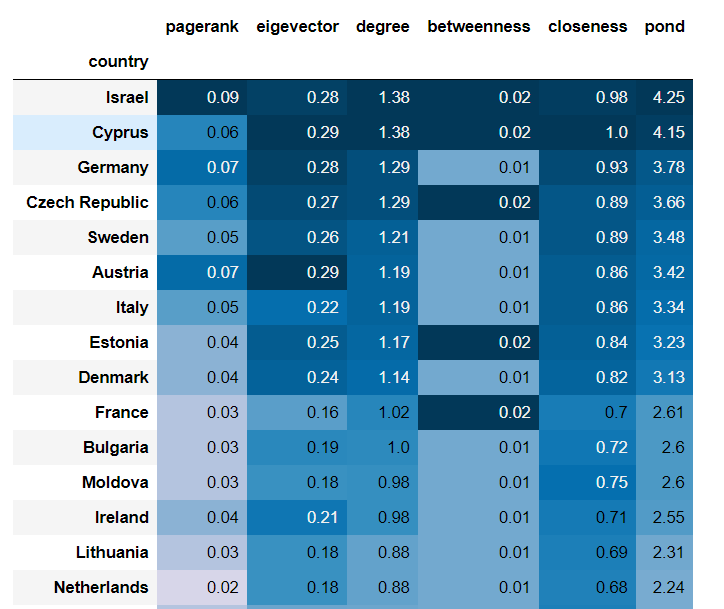 pagerank eigevector degree betweenness closeness pond
country
Israel 0.09 0.28 1.38 0.02 0.98 4.25
Cyprus 0.06 0.29 1.38 0.02 1.0 4.15
Germany 0.07 0.28 1.29 0.01 0.93 3.78
Czech Republic 0.06 0.27 1.29 0.02 0.89 3.66
Sweden 0.05 0.26 1.21 0.01 0.89 3.48
Austria 0.07 0.29 1.19 0.01 0.86 3.42
Italy 0.05 0.22 1.19 0.01 0.86 3.34
Estonia 0.04 0.25 1.17 0.02 0.84 3.23
Denmark 0.04 0.24 1.14 0.01 0.82 3.13
France 0.03 0.16 1.02 0.02 0.7 2.61
Bulgaria 0.03 0.19 1.0 0.01 0.72 2.6
Moldova 0.03 0.18 0.98 0.01 0.75 2.6
Ireland 0.04 0.21 0.98 0.01 0.71 2.55
Lithuania 0.03 0.18 0.88 0.01 0.69 2.31
Netherlands 0.02 0.18 0.88 0.01 0.68 2.24